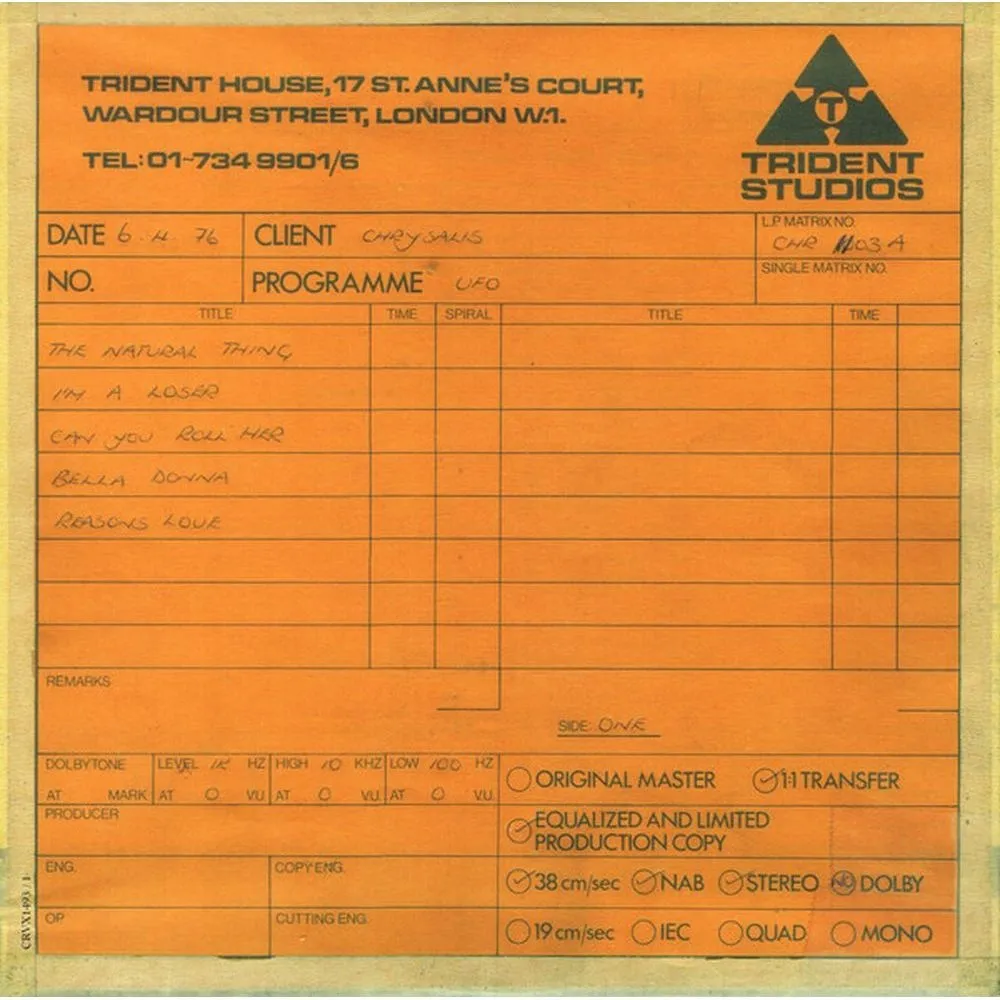 TRIDENT HOUSE, 17 ST. ANNE'S COURT,
WARDOUR STREET, LONDON W.1.
TEL: 01-734 9901/6
T
TRIDENT
STUDIOS
DATE 6. 4. 76 CLIENT CHRYSALIS L.P. MATRIX NO.
CHR 1103 A
NO. PROGRAMME UFO SINGLE MATRIX NO.
TITLE TIME SPIRAL TITLE TIME
THE NATURAL THING
I'M A LOSER
CAN YOU ROLL HER
BELLA DONNA
REASONS LOVE
REMARKS
SIDE: ONE
DOLBYTONE LEVEL 1K HZ HIGH 10 KHZ LOW 100 HZ
AT MARK AT 0 VU AT 0 VU. AT 0 V.U.
ORIGINAL MASTER 1:1 TRANSFER
PRODUCER
EQUALIZED AND LIMITED
PRODUCTION COPY
ENG. COPY ENG.
38 cm/sec NAB STEREO NO DOLBY
OP CUTTING ENG.
19 cm/sec IEC QUAD MONO
CRVX1493 / 1